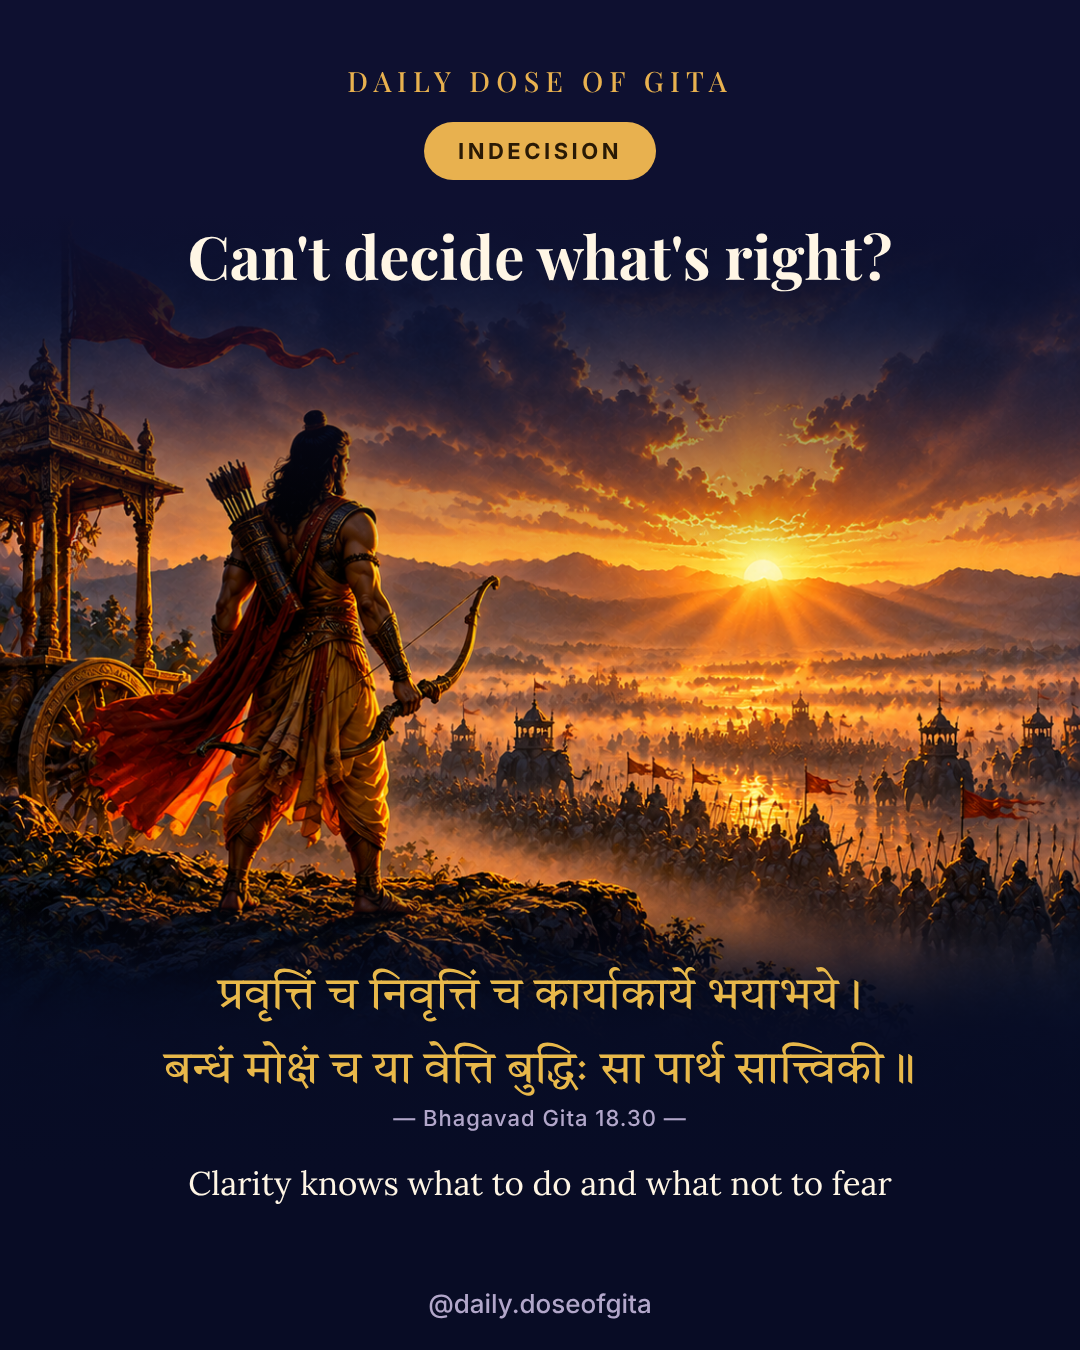 DAILY DOSE OF GITA
INDECISION
Can't decide what's right?
प्रवृत्तिं च निवृत्तिं च कार्याकार्ये भयाभये।
बन्धं मोक्षं च या वेत्ति बुद्धिः सा पार्थ सात्त्विकी॥
— Bhagavad Gita 18.30 —
Clarity knows what to do and what not to fear
@daily.doseofgita